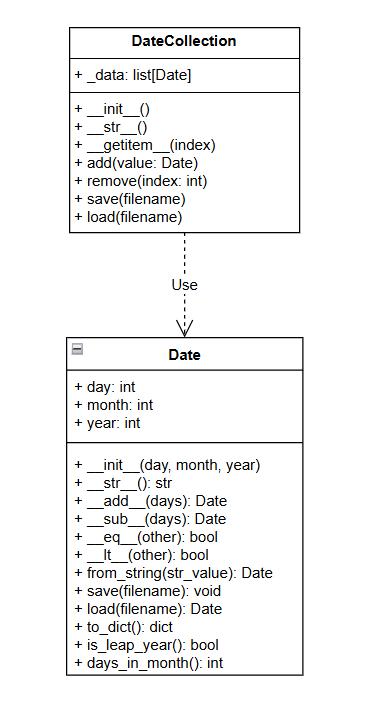 DateCollection
+ _data: list[Date]
+ __init__()
+ __str__()
+ __getitem__(index)
+ add(value: Date)
+ remove(index: int)
+ save(filename)
+ load(filename)
Use
Date
+ day: int
+ month: int
+ year: int
+ __init__(day, month, year)
+ __str__(): str
+ __add__(days): Date
+ __sub__(days): Date
+ __eq__(other): bool
+ __lt__(other): bool
+ from_string(str_value): Date
+ save(filename): void
+ load(filename): Date
+ to_dict(): dict
+ is_leap_year(): bool
+ days_in_month(): int